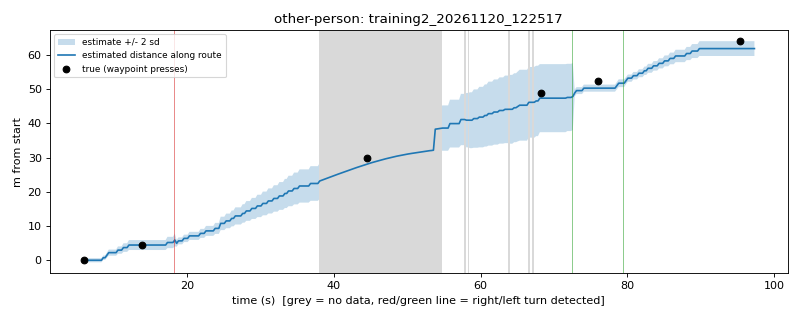 other-person: training2_20261120_122517
estimate +/- 2 sd
estimated distance along route
true (waypoint presses)
m from start
60
50
40
30
20
10
0
20
40
60
80
100
time (s)  [grey = no data, red/green line = right/left turn detected]